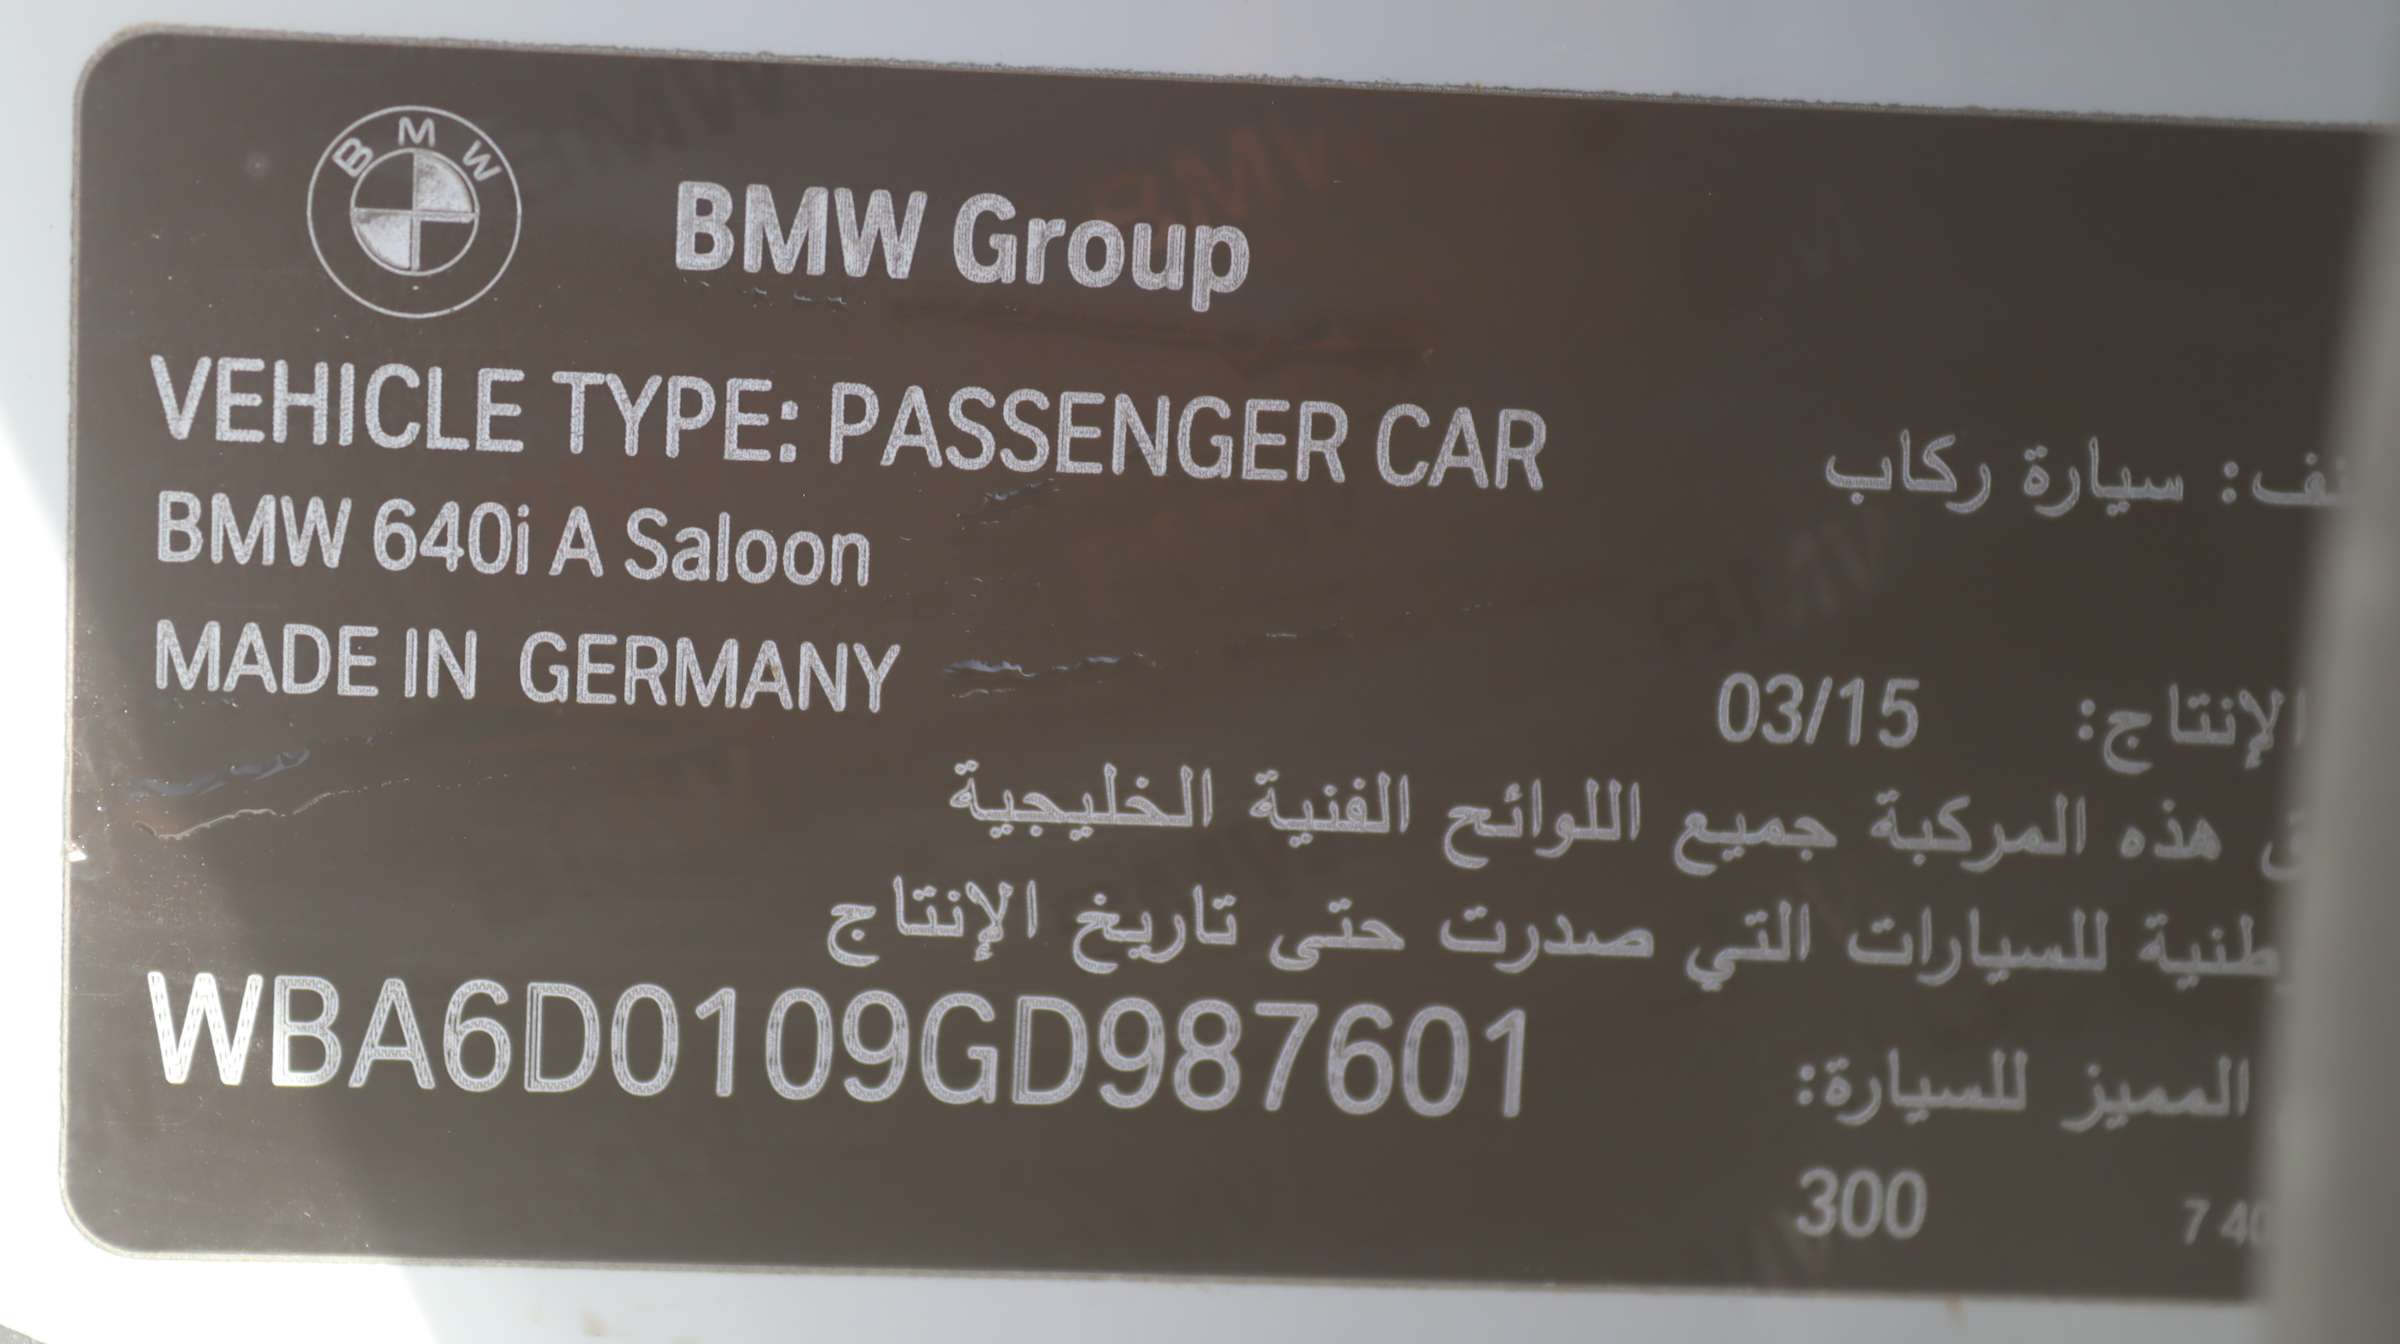 BMW
BMW Group
VEHICLE TYPE: PASSENGER CAR
سيارة ركاب
BMW 640i A Saloon
MADE IN GERMANY
الإنتاج: 03/15
هذه المركبة جميع اللوائح الفنية الخليجية
للسيارات التي صدرت حتى تاريخ الإنتاج
WBA6D0109GD987601
المميز للسيارة:
300